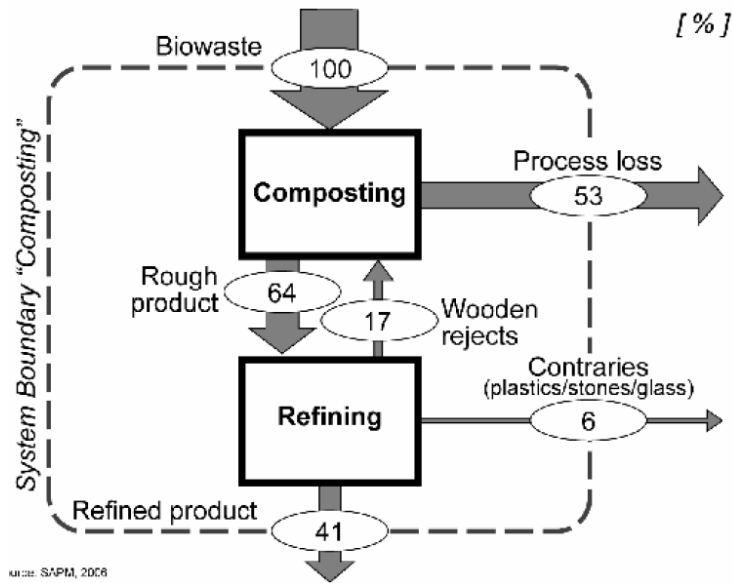 [ % ]
Biowaste
100
System Boundary "Composting"
Process loss
Composting
53
Rough
product
64
17
Wooden
rejects
Contraries
(plastics/stones/glass)
Refining
6
Refined product
41
SAPM, 2006